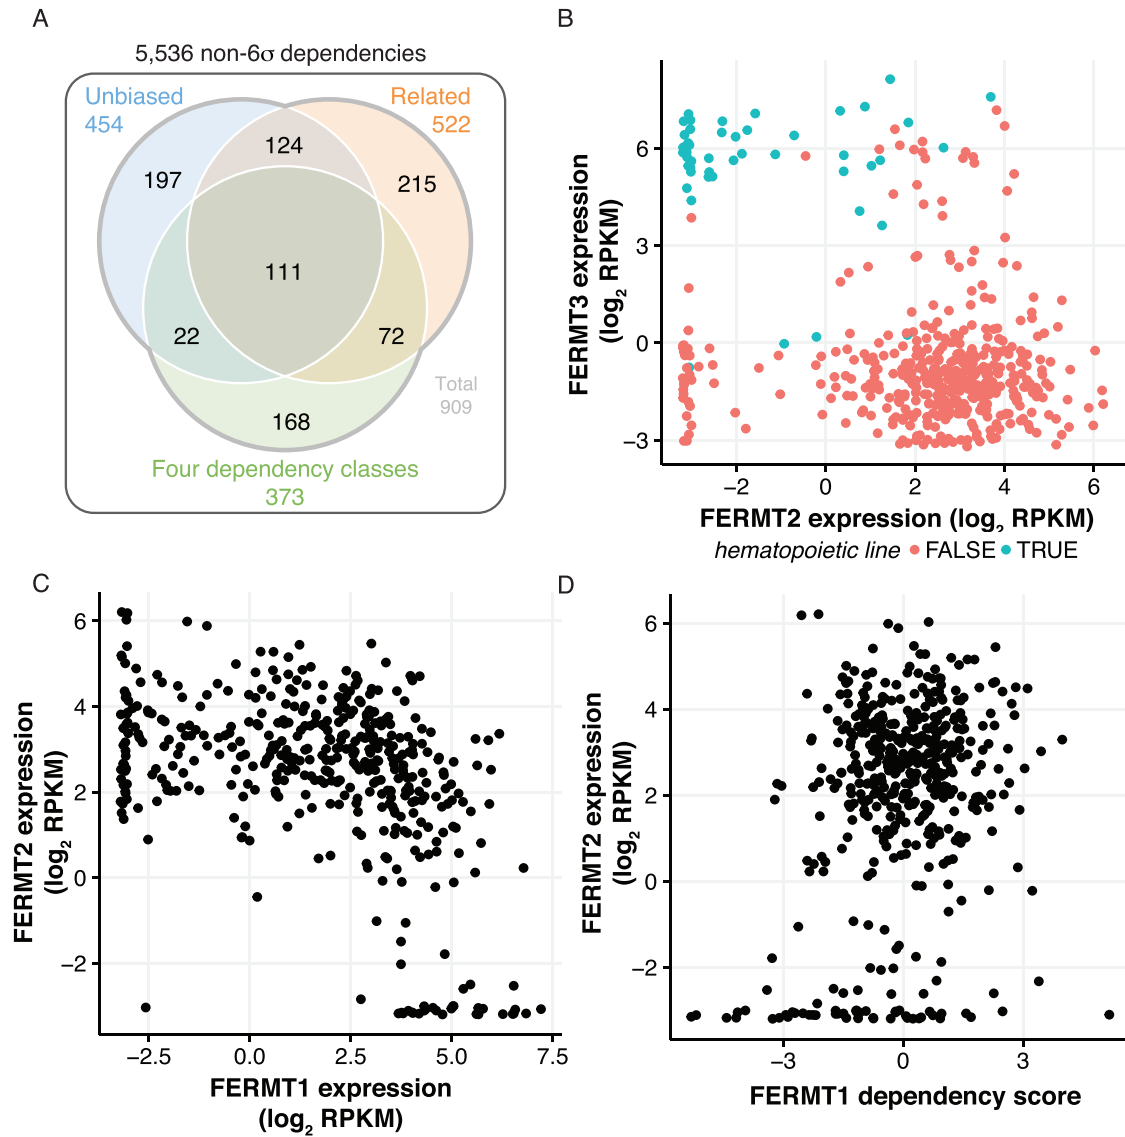 A
5,536 non-6σ dependencies
Unbiased
454
Related
522
124
197
215
111
22
72
168
Total
909
Four dependency classes
373
B
FERMT3 expression
(log2 RPKM)
6
3
0
−3
−2 0 2 4 6
FERMT2 expression (log2 RPKM)
hematopoietic line FALSE TRUE
C
FERMT2 expression
(log2 RPKM)
6
4
2
0
−2
−2.5 0.0 2.5 5.0 7.5
FERMT1 expression
(log2 RPKM)
D
FERMT2 expression
(log2 RPKM)
6
4
2
0
−2
−3 0 3
FERMT1 dependency score